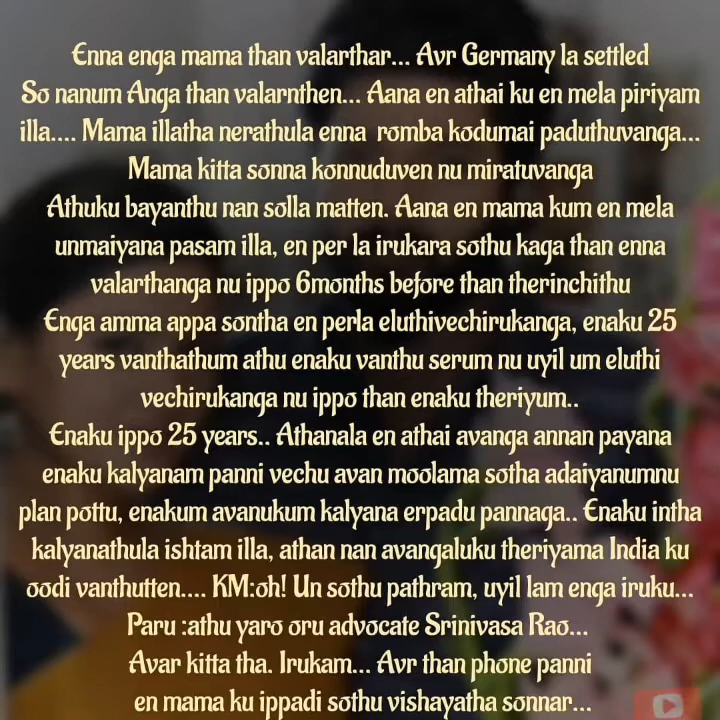 Enna enga mama than valarthar... Avr Germany la settled
So nanum Anga than valarnthen... Aana en athai ku en mela piriyam
illa.... Mama illatha nerathula enna romba kodumai paduthuvanga...
Mama kitta sonna konnuduven nu miratuvanga
Athuku bayanthu nan solla matten. Aana en mama kum en mela
unmaiyana pasam illa, en per la irukara sothu kaga than enna
valarthanga nu ippo 6months before than therinchithu
Enga amma appa sontha en perla eluthivechirukanga, enaku 25
years vanthathum athu enaku vanthu serum nu uyil um eluthi
vechirukanga nu ippo than enaku theriyum..
Enaku ippo 25 years.. Athanala en athai avanga annan payana
enaku kalyanam panni vechu avan moolama sotha adaiyanumnu
plan pottu, enakum avanukum kalyana erpadu pannaga.. Enaku intha
kalyanathula ishtam illa, athan nan avangaluku theriyama India ku
oodi vanthutten.... KM:oh! Un sothu pathram, uyil lam enga iruku...
Paru :athu yaro oru advocate Srinivasa Rao...
Avar kitta tha. Irukam... Avr than phone panni
en mama ku ippadi sothu vishayatha sonnar...